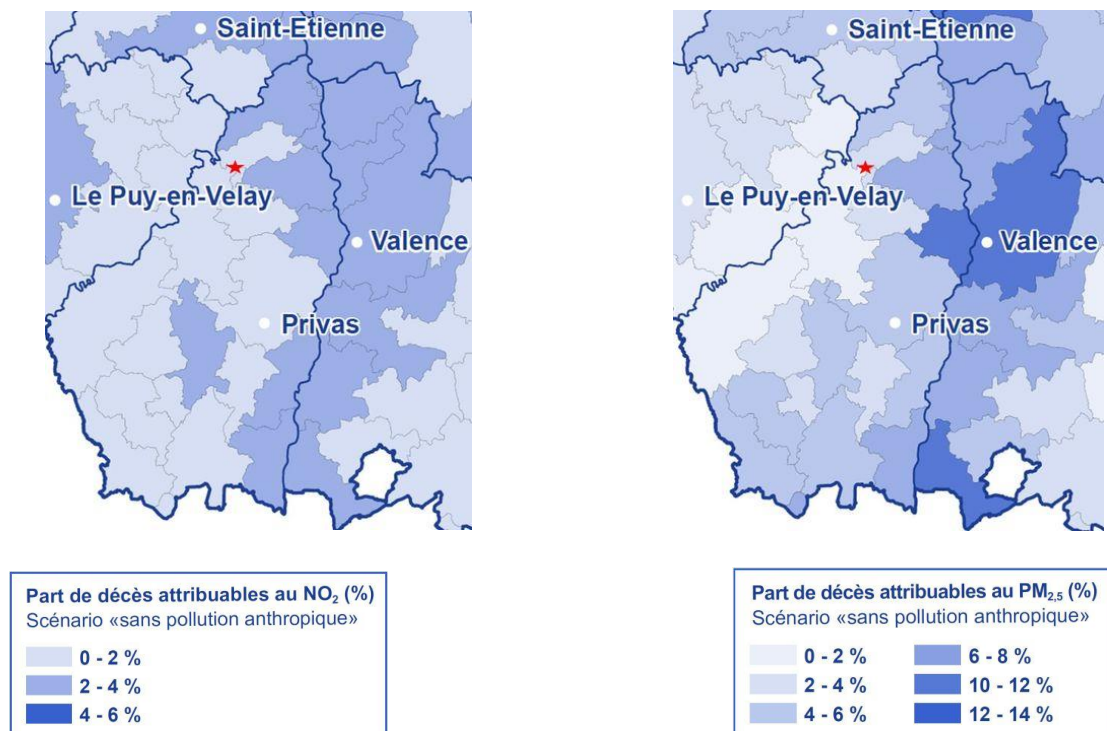 Saint-Etienne
Le Puy-en-Velay
Valence
Privas
Part de décès attribuables au NO₂ (%)
Scénario «sans pollution anthropique»
0 - 2 %
2 - 4 %
4 - 6 %
Saint-Etienne
Le Puy-en-Velay
Valence
Privas
Part de décès attribuables au PM₂,₅ (%)
Scénario «sans pollution anthropique»
0 - 2 %
2 - 4 %
4 - 6 %
6 - 8 %
10 - 12 %
12 - 14 %